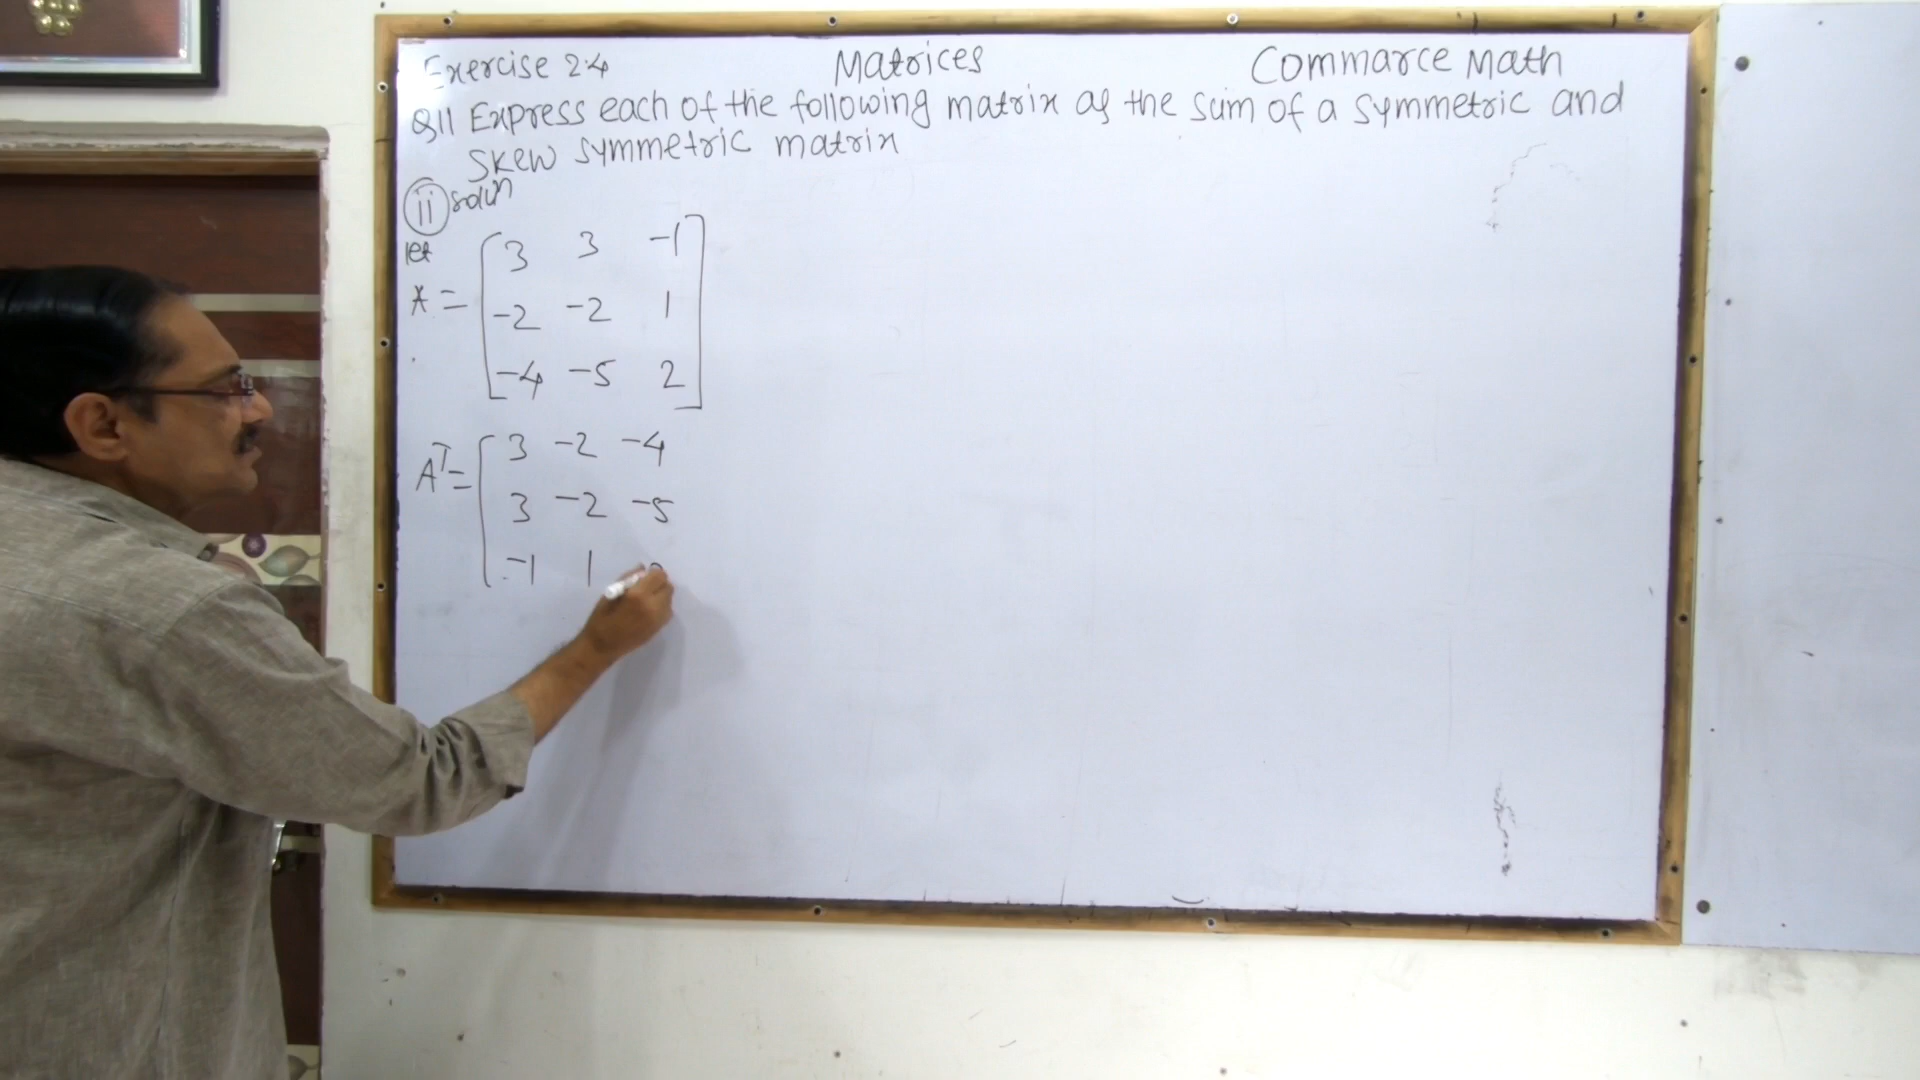 Exercise 2.4 Matrices Commarce Math
Q11 Express each of the following matrix as the sum of a symmetric and
skew symmetric matrix
ii soln
let
A = [ 3 3 -1
-2 -2 1
-4 -5 2 ]
A^T = [ 3 -2 -4
3 -2 -5
-1 1